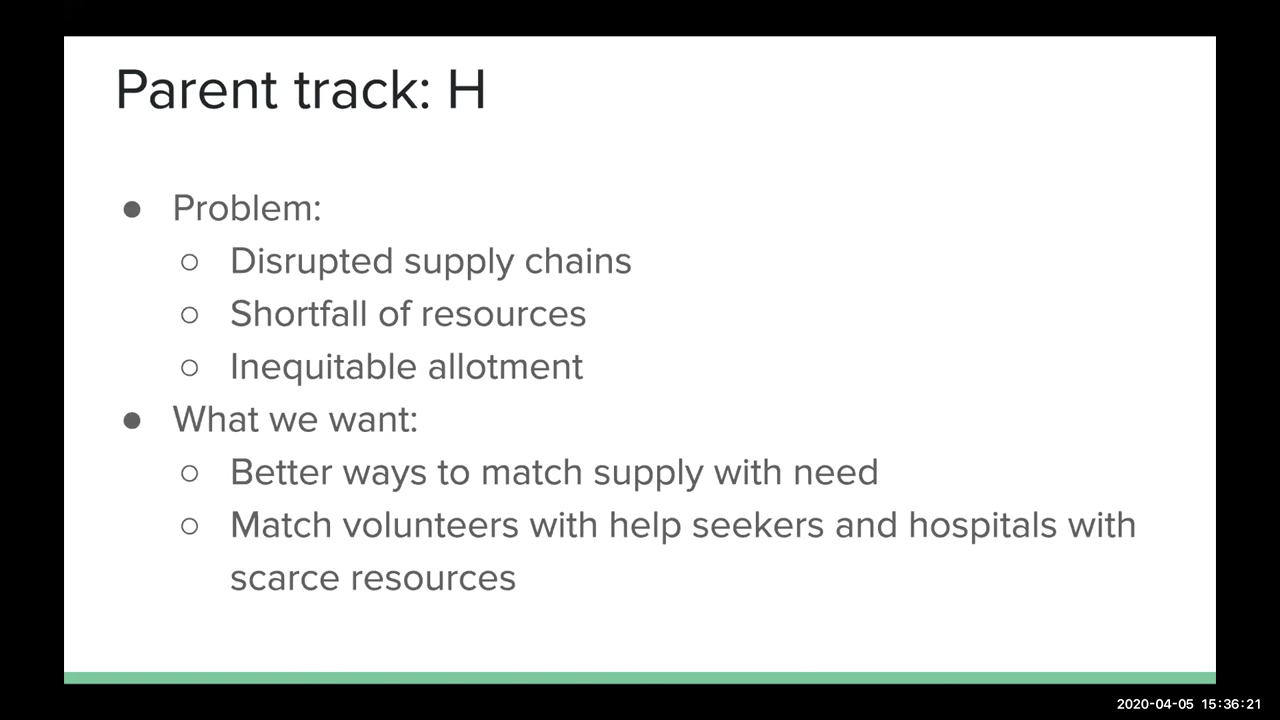 Parent track: H
● Problem:
○ Disrupted supply chains
○ Shortfall of resources
○ Inequitable allotment
● What we want:
○ Better ways to match supply with need
○ Match volunteers with help seekers and hospitals with
scarce resources
2020-04-05 15:36:21